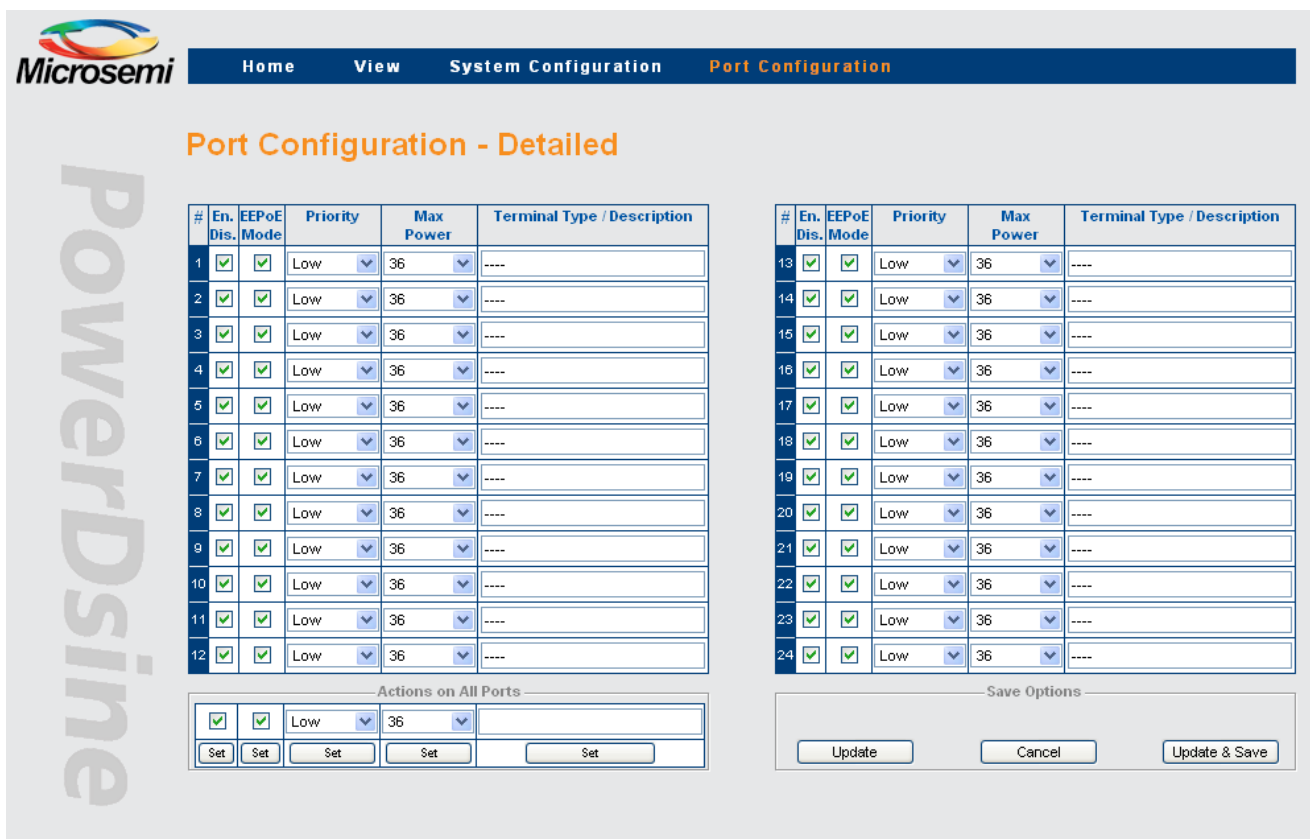 Microsemi
Home View System Configuration Port Configuration
PowerDsine
Port Configuration - Detailed
# En. Dis. EEPoE Mode Priority Max Power Terminal Type / Description
1 Low 36 ----
2 Low 36 ----
3 Low 36 ----
4 Low 36 ----
5 Low 36 ----
6 Low 36 ----
7 Low 36 ----
8 Low 36 ----
9 Low 36 ----
10 Low 36 ----
11 Low 36 ----
12 Low 36 ----
Actions on All Ports
Low 36
Set Set Set Set Set
# En. Dis. EEPoE Mode Priority Max Power Terminal Type / Description
13 Low 36 ----
14 Low 36 ----
15 Low 36 ----
16 Low 36 ----
17 Low 36 ----
18 Low 36 ----
19 Low 36 ----
20 Low 36 ----
21 Low 36 ----
22 Low 36 ----
23 Low 36 ----
24 Low 36 ----
Save Options
Update Cancel Update & Save